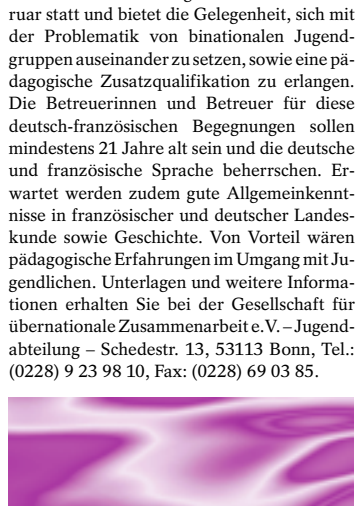 ruar statt und bietet die Gelegenheit, sich mit
der Problematik von binationalen Jugend-
gruppen auseinander zu setzen, sowie eine pä-
dagogische Zusatzqualifikation zu erlangen.
Die Betreuerinnen und Betreuer für diese
deutsch-französischen Begegnungen sollen
mindestens 21 Jahre alt sein und die deutsche
und französische Sprache beherrschen. Er-
wartet werden zudem gute Allgemeinkennt-
nisse in französischer und deutscher Landes-
kunde sowie Geschichte. Von Vorteil wären
pädagogische Erfahrungen im Umgang mit Ju-
gendlichen. Unterlagen und weitere Informa-
tionen erhalten Sie bei der Gesellschaft für
übernationale Zusammenarbeit e.V. – Jugend-
abteilung – Schedestr. 13, 53113 Bonn, Tel.:
(0228) 9 23 98 10, Fax: (0228) 69 03 85.